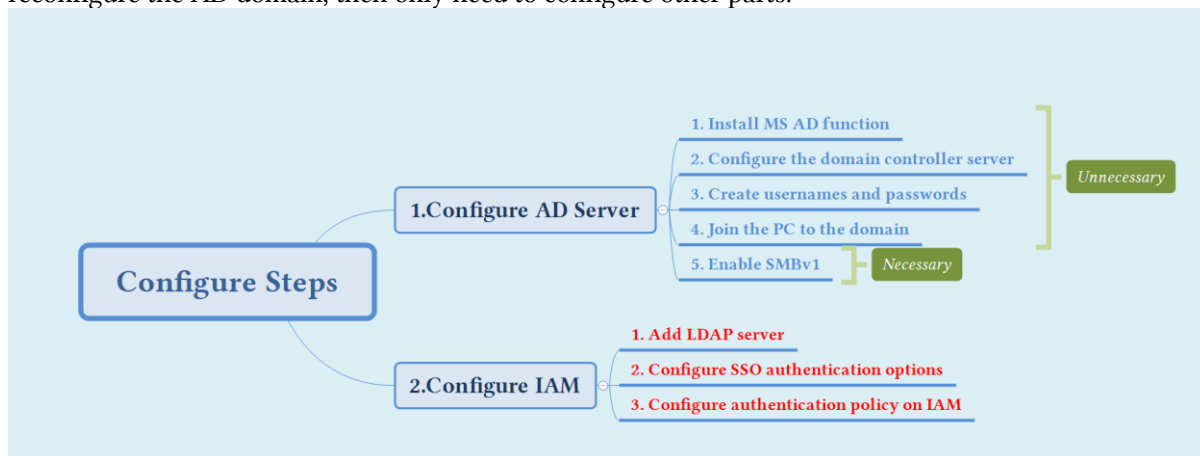 reconfigure the AD domain, then only need to configure other parts.
1. Install MS AD function
2. Configure the domain controller server
Unnecessary
3. Create usernames and passwords
1.Configure AD Server
4. Join the PC to the domain
5. Enable SMBv1
Necessary
Configure Steps
1. Add LDAP server
2. Configure SSO authentication options
2.Configure IAM
3. Configure authentication policy on IAM